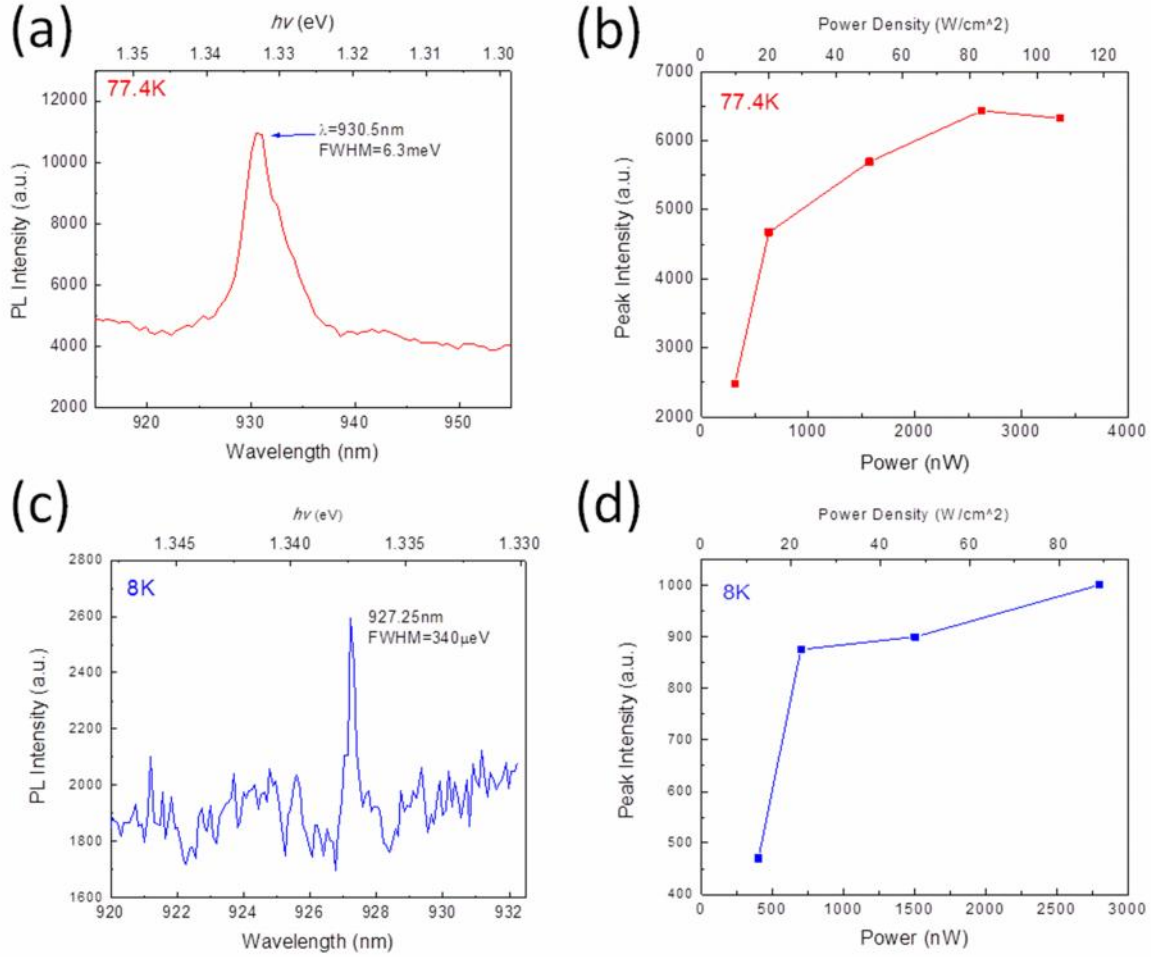 (a)
hν (eV)
1.35 1.34 1.33 1.32 1.31 1.30
77.4K
λ=930.5nm
FWHM=6.3meV
12000
10000
8000
6000
4000
2000
PL Intensity (a.u.)
920 930 940 950
Wavelength (nm)
(b)
Power Density (W/cm^2)
0 20 40 60 80 100 120
77.4K
7000
6000
5000
4000
3000
2000
Peak Intensity (a.u.)
0 1000 2000 3000 4000
Power (nW)
(c)
hν (eV)
1.345 1.340 1.335 1.330
8K
927.25nm
FWHM=340μeV
2800
2600
2400
2200
2000
1800
1600
PL Intensity (a.u.)
920 922 924 926 928 930 932
Wavelength (nm)
(d)
Power Density (W/cm^2)
0 20 40 60 80
8K
1000
900
800
700
600
500
400
Peak Intensity (a.u.)
0 500 1000 1500 2000 2500 3000
Power (nW)